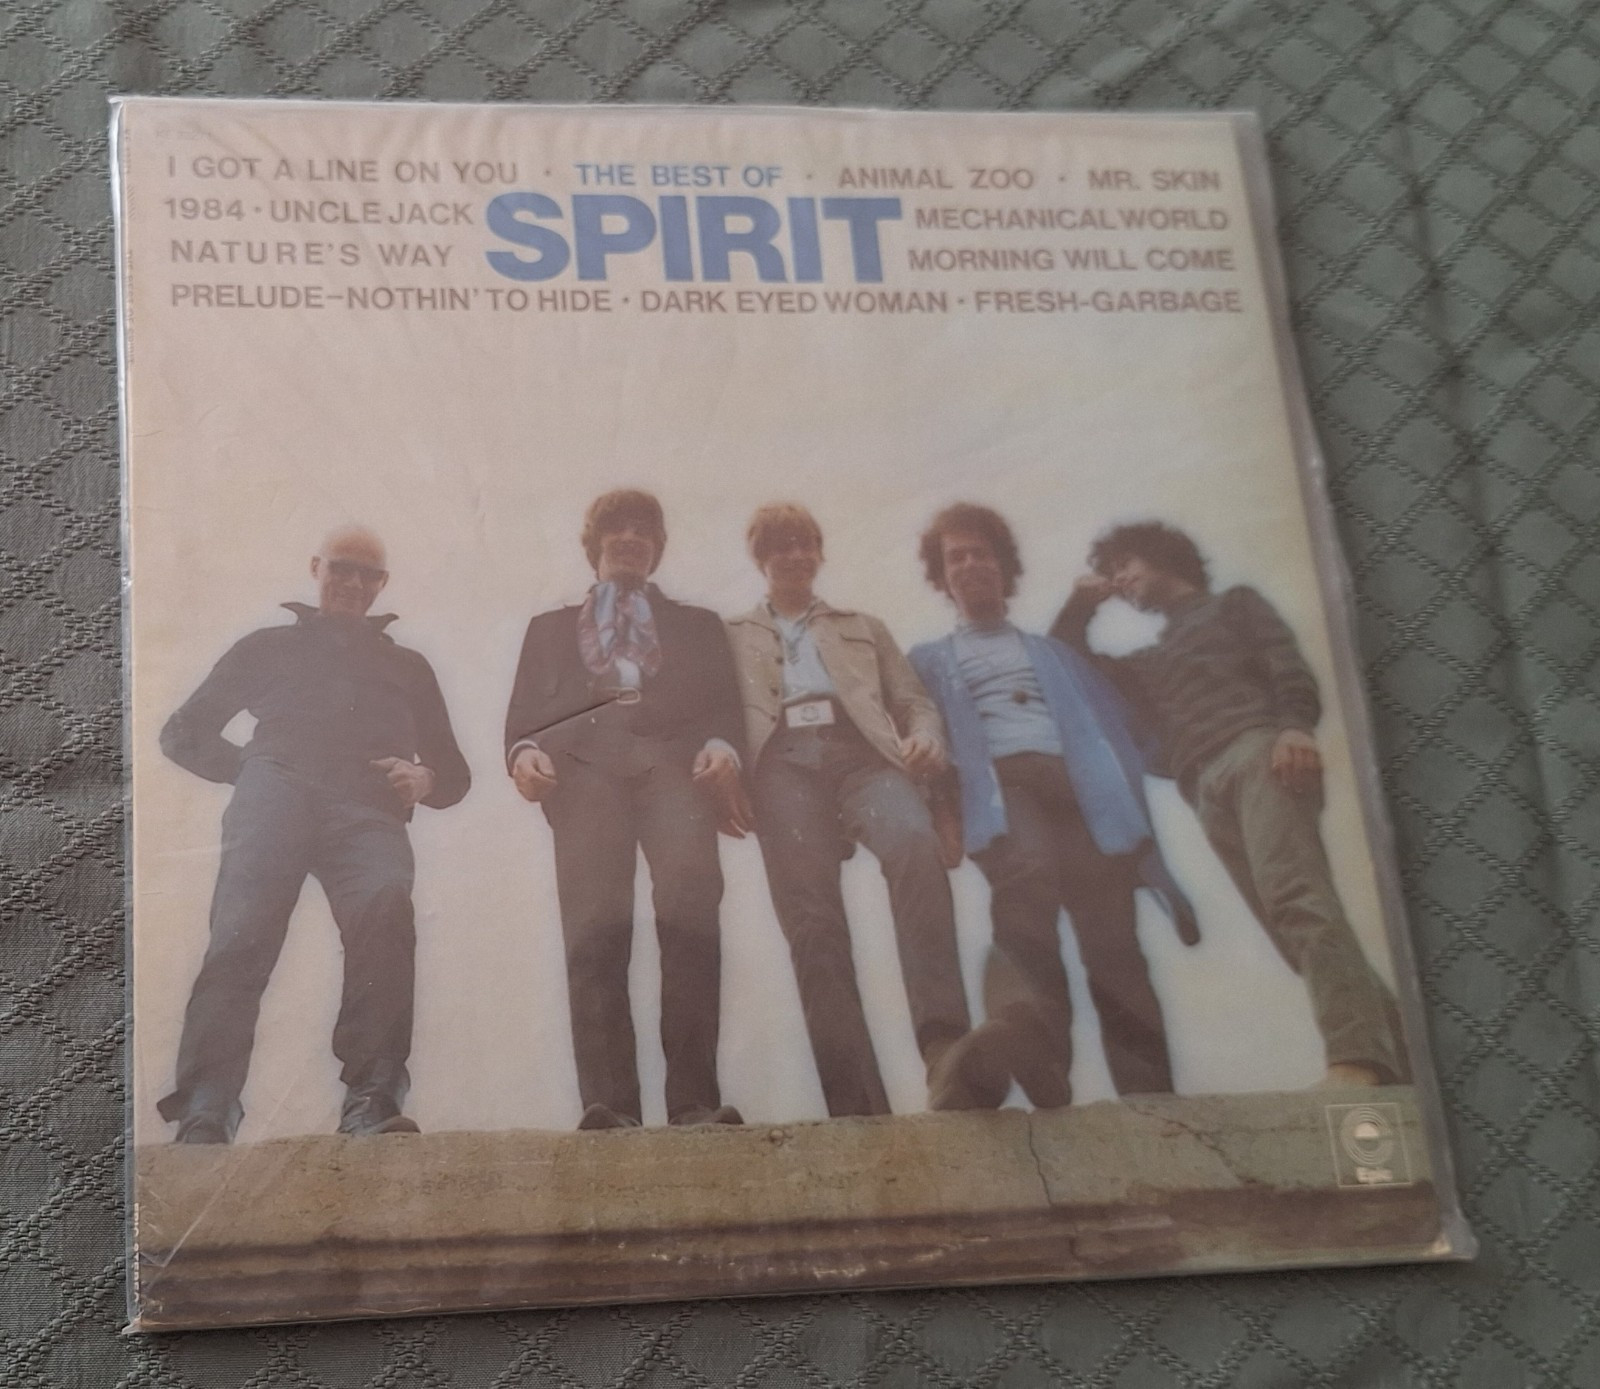 I GOT A LINE ON YOU · THE BEST OF · ANIMAL ZOO · MR. SKIN
1984 · UNCLE JACK SPIRIT MECHANICAL WORLD
NATURE'S WAY MORNING WILL COME
PRELUDE-NOTHIN' TO HIDE · DARK EYED WOMAN · FRESH-GARBAGE
Epic